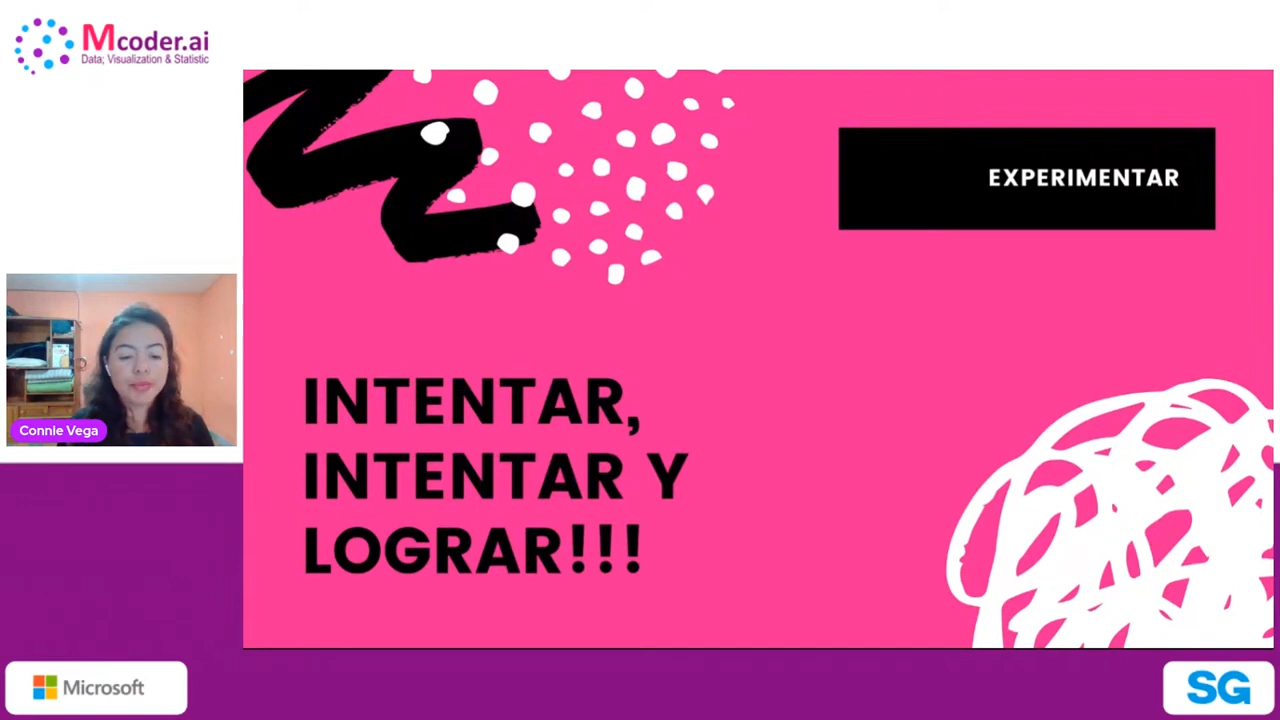 Mcoder.ai
Data; Visualization & Statistic
EXPERIMENTAR
INTENTAR,
INTENTAR Y
LOGRAR!!!
Connie Vega
Microsoft
SG